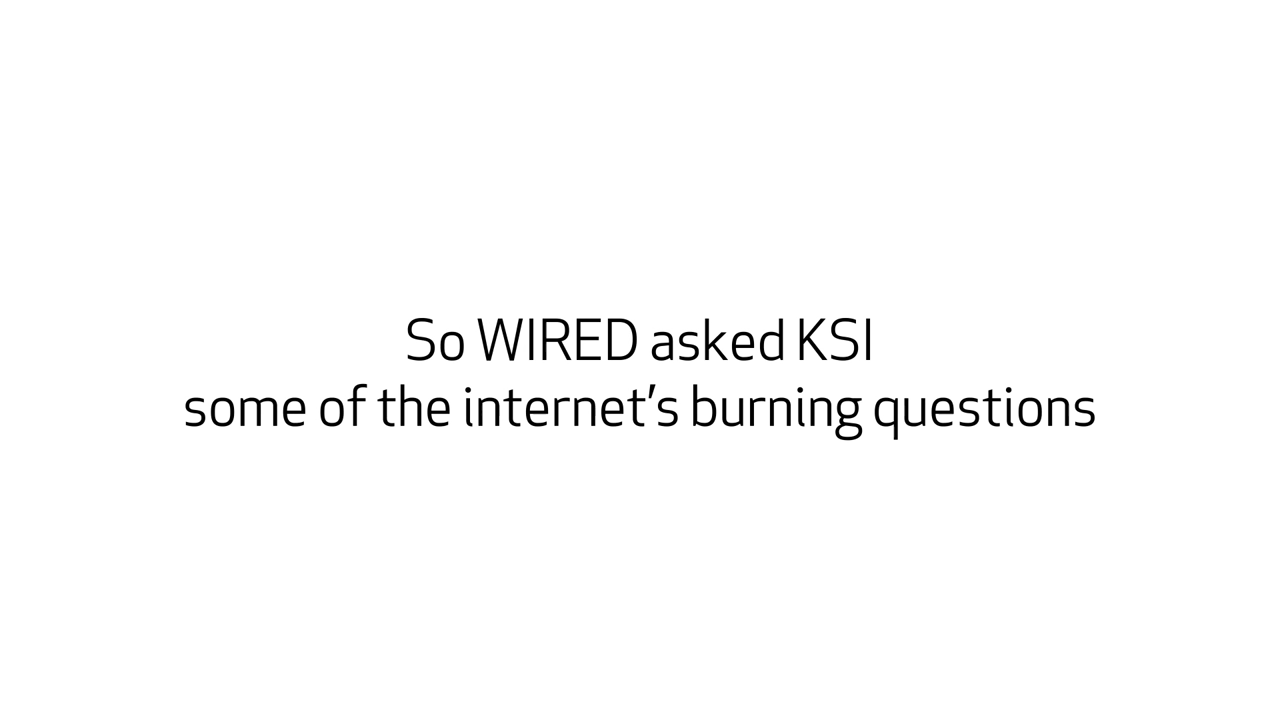 So WIRED asked KSI
some of the internet’s burning questions